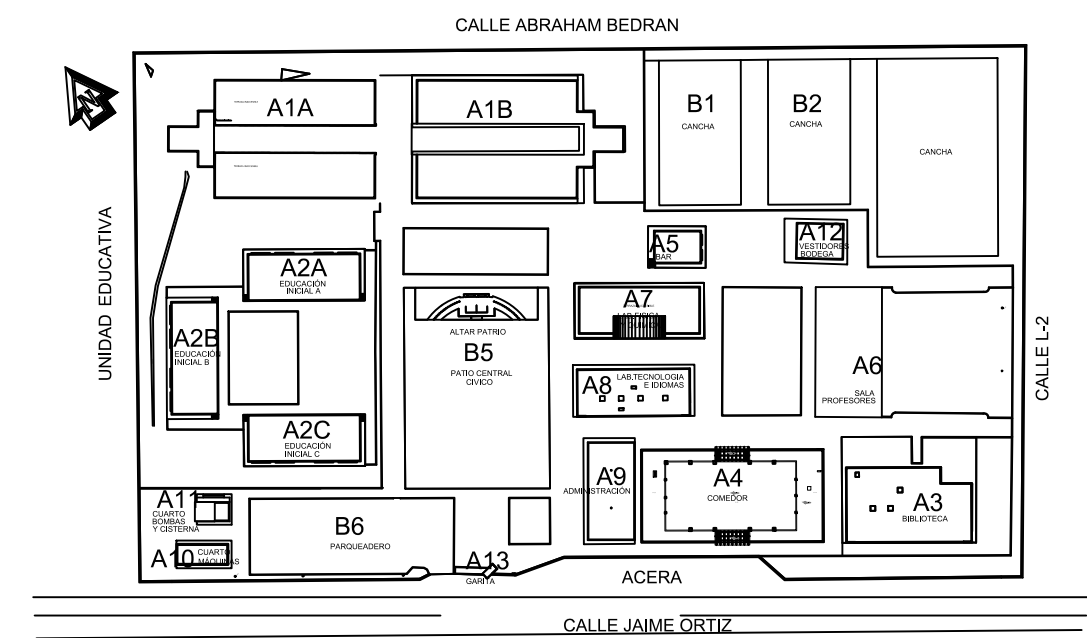 CALLE ABRAHAM BEDRAN
N
A1A
A1B
B1
CANCHA
B2
CANCHA
CANCHA
UNIDAD EDUCATIVA
A5
BAR
A12
VESTIDORES
BODEGA
A2A
EDUCACIÓN
INICIAL A
A2B
EDUCACIÓN
INICIAL B
A2C
EDUCACIÓN
INICIAL C
ALTAR PATRIO
B5
PATIO CENTRAL
CIVICO
A7
A8
LAB,TECNOLOGIA
E IDIOMAS
A6
SALA
PROFESORES
CALLE L-2
A9
ADMINISTRACIÓN
A4
COMEDOR
A3
BIBLIOTECA
A11
CUARTO
BOMBAS
Y CISTERNA
A10
CUARTO
MÁQUINAS
B6
PARQUEADERO
A13
GARITA
ACERA
CALLE JAIME ORTIZ